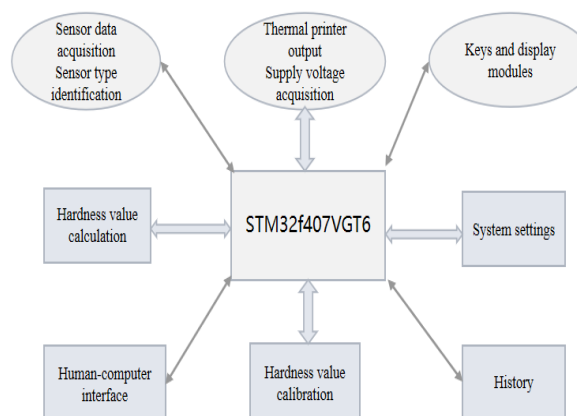 Sensor data
acquisition
Sensor type
identification
Thermal printer
output
Supply voltage
acquisition
Keys and display
modules
Hardness value
calculation
STM32f407VGT6
System settings
Human-computer
interface
Hardness value
calibration
History